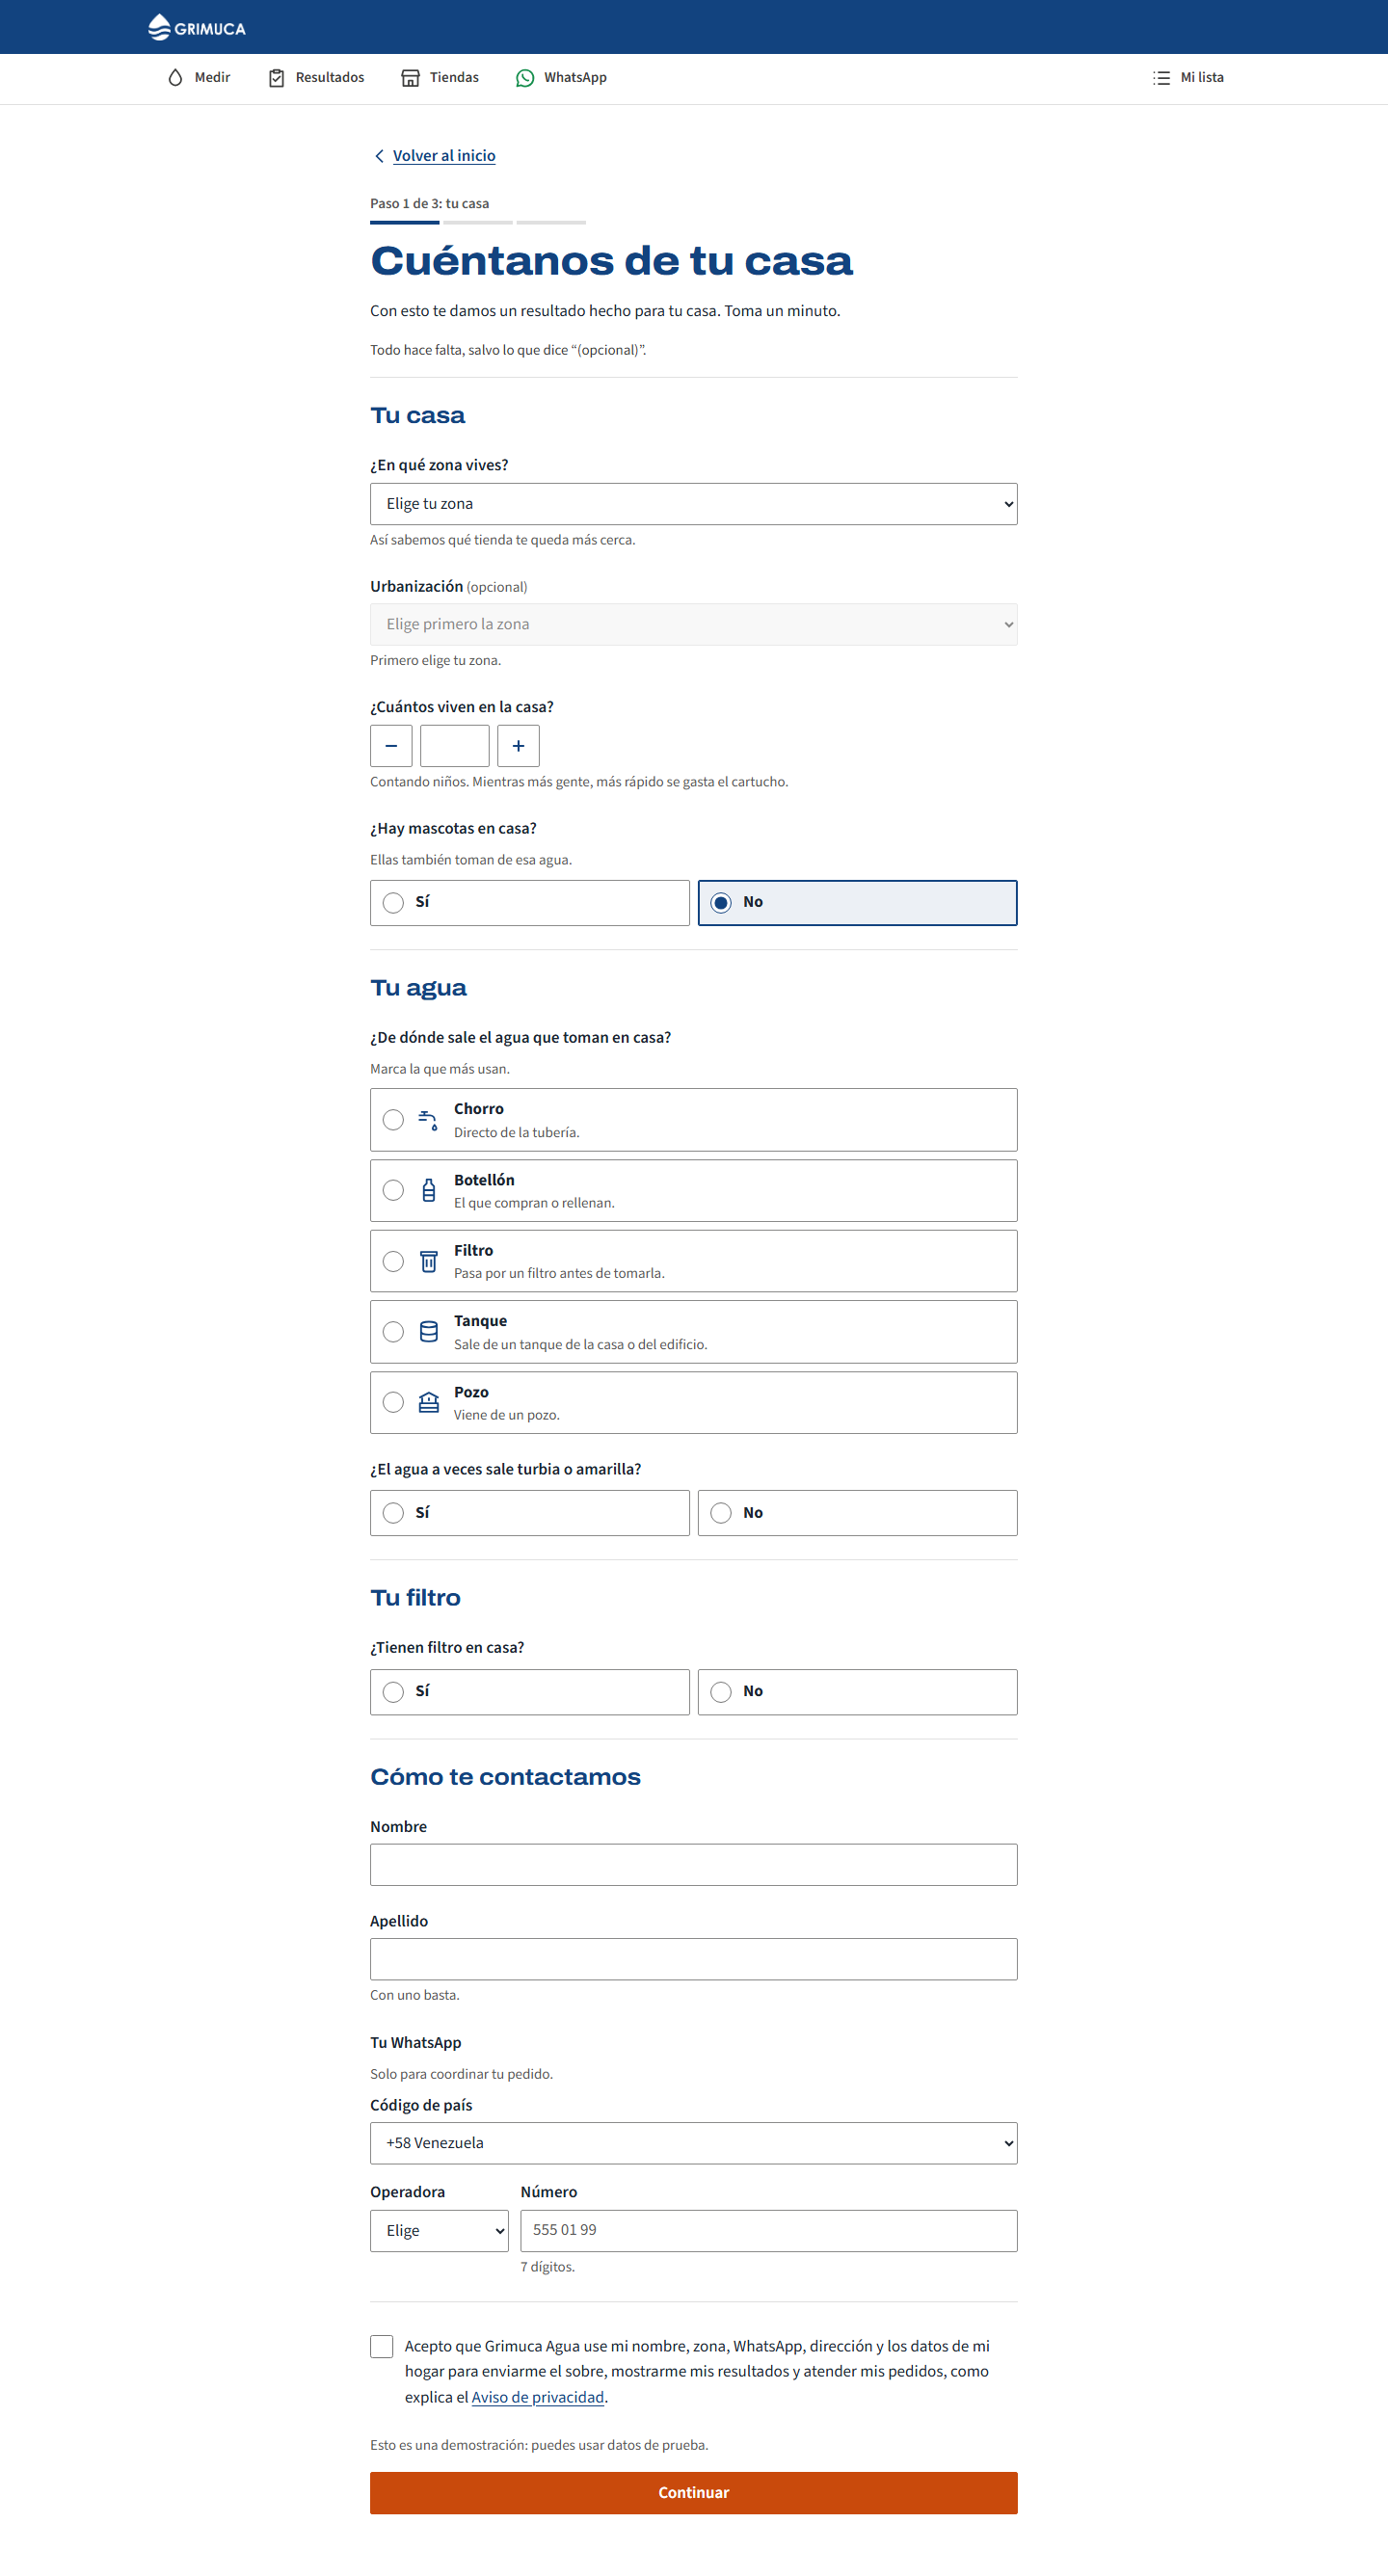 GRIMUCA
Medir
Resultados
Tiendas
WhatsApp
Mi lista
Volver al inicio
Paso 1 de 3: tu casa
Cuéntanos de tu casa
Con esto te damos un resultado hecho para tu casa. Toma un minuto.
Todo hace falta, salvo lo que dice “(opcional)”.
Tu casa
¿En qué zona vives?
Elige tu zona
Así sabemos qué tienda te queda más cerca.
Urbanización (opcional)
Elige primero la zona
Primero elige tu zona.
¿Cuántos viven en la casa?
− +
Contando niños. Mientras más gente, más rápido se gasta el cartucho.
¿Hay mascotas en casa?
Ellas también toman de esa agua.
Sí
No
Tu agua
¿De dónde sale el agua que toman en casa?
Marca la que más usan.
Chorro
Directo de la tubería.
Botellón
El que compran o rellenan.
Filtro
Pasa por un filtro antes de tomarla.
Tanque
Sale de un tanque de la casa o del edificio.
Pozo
Viene de un pozo.
¿El agua a veces sale turbia o amarilla?
Sí
No
Tu filtro
¿Tienen filtro en casa?
Sí
No
Cómo te contactamos
Nombre
Apellido
Con uno basta.
Tu WhatsApp
Solo para coordinar tu pedido.
Código de país
+58 Venezuela
Operadora
Número
Elige
555 01 99
7 dígitos.
Acepto que Grimuca Agua use mi nombre, zona, WhatsApp, dirección y los datos de mi
hogar para enviarme el sobre, mostrarme mis resultados y atender mis pedidos, como
explica el Aviso de privacidad.
Esto es una demostración: puedes usar datos de prueba.
Continuar